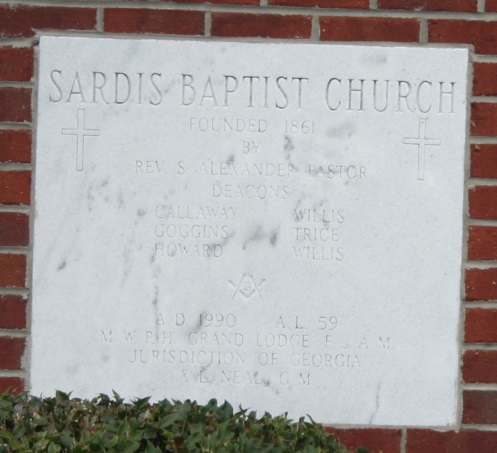 SARDIS BAPTIST CHURCH
FOUNDED 1861
BY
REV. S. ALEXANDER PASTOR
DEACONS
CALLAWAY WILLIS
GOGGINS TRICE
HOWARD WILLIS
G
A.D. 1990 A.L. 59
M.W.P.H. GRAND LODGE F. & A.M.
JURISDICTION OF GEORGIA
X.L. NEAL G.M.